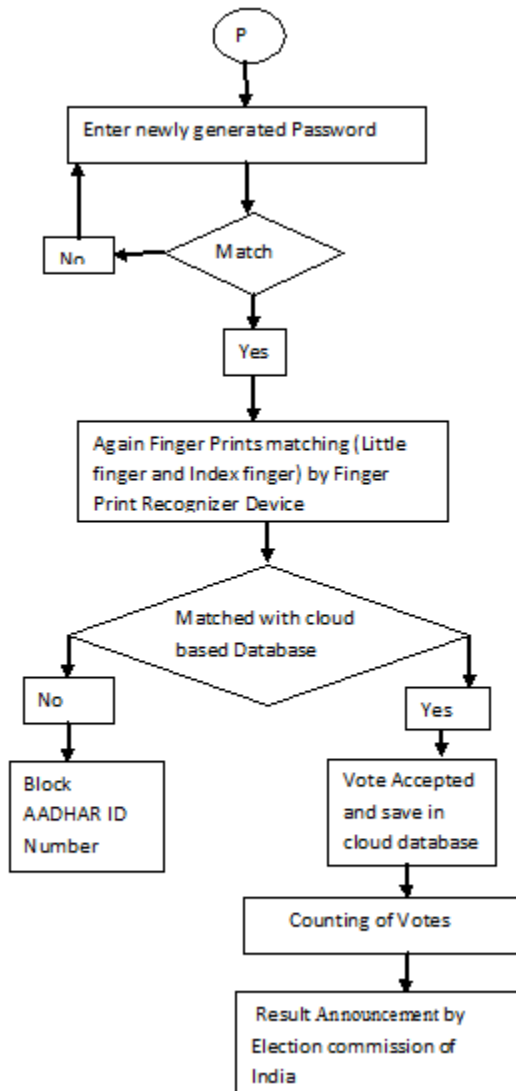 P
Enter newly generated Password
Match
No
Yes
Again Finger Prints matching (Little
finger and Index finger) by Finger
Print Recognizer Device
Matched with cloud
based Database
No
Yes
Block
AADHAR ID
Number
Vote Accepted
and save in
cloud database
Counting of Votes
Result Announcement by
Election commission of
India